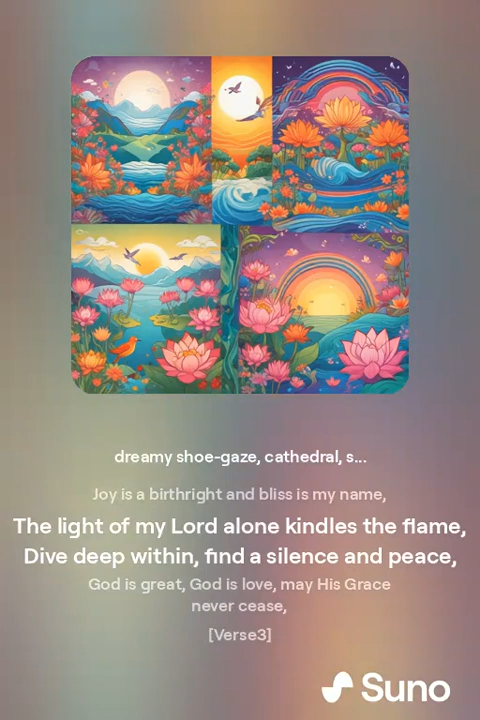 dreamy shoe-gaze, cathedral, s...
Joy is a birthright and bliss is my name,
The light of my Lord alone kindles the flame,
Dive deep within, find a silence and peace,
God is great, God is love, may His Grace
never cease,
[Verse3]
Suno